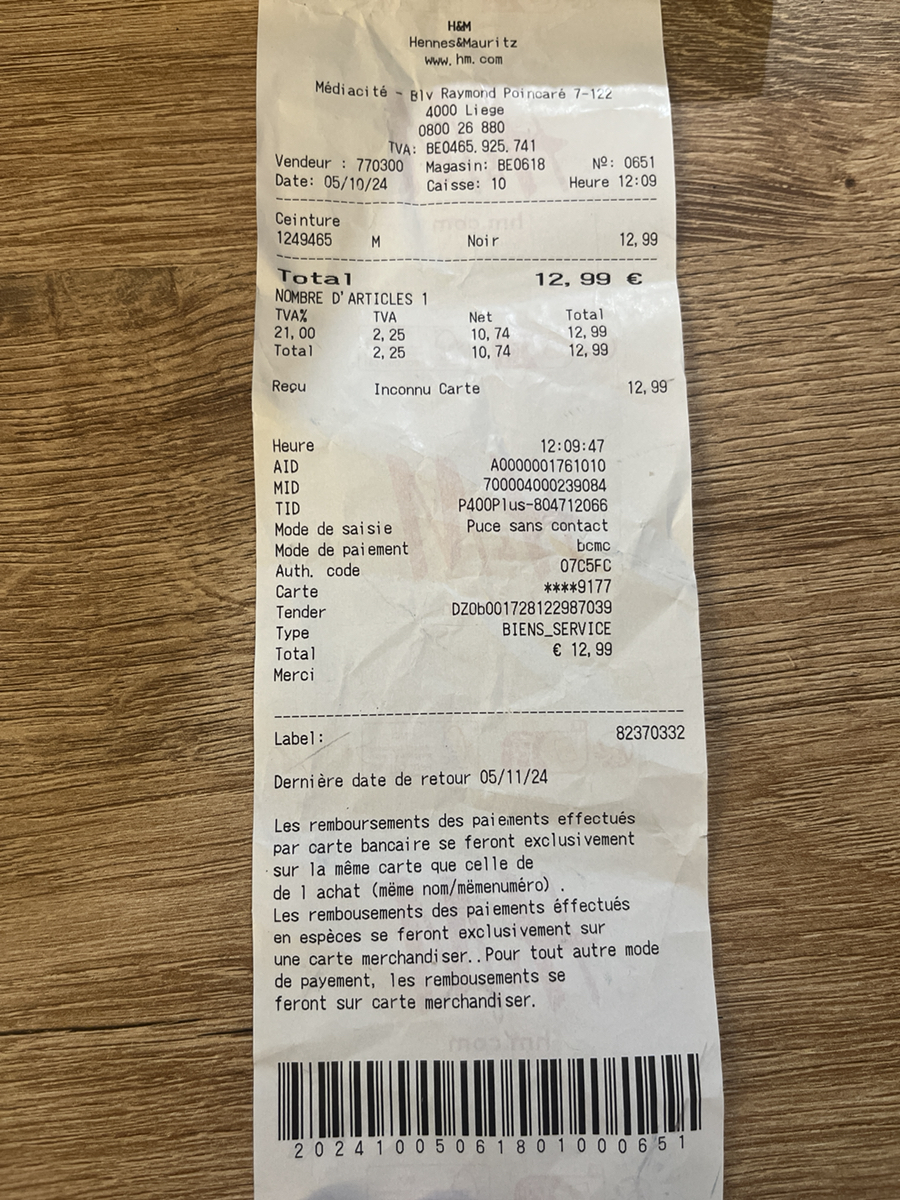 H&M
Hennes&Mauritz
www.hm.com
Médiacité - Blv Raymond Poincaré 7-122
4000 Liege
0800 26 880
TVA: BE0465.925.741
Vendeur : 770300 Magasin: BE0618 Nº: 0651
Date: 05/10/24 Caisse: 10 Heure 12:09
Ceinture
1249465 M Noir 12,99
Total 12,99 €
NOMBRE D'ARTICLES 1
TVA% TVA Net Total
21,00 2,25 10,74 12,99
Total 2,25 10,74 12,99
Reçu Inconnu Carte 12,99
Heure 12:09:47
AID A0000001761010
MID 700004000239084
TID P400Plus-804712066
Mode de saisie Puce sans contact
Mode de paiement bcmc
Auth. code 07C5FC
Carte ****9177
Tender DZ0b001728122987039
Type BIENS_SERVICE
Total € 12,99
Merci
Label: 82370332
Dernière date de retour 05/11/24
Les remboursements des paiements effectués
par carte bancaire se feront exclusivement
sur la même carte que celle de
de l achat (mëme nom/mëmenuméro) .
Les rembousements des paiements éffectués
en espèces se feront exclusivement sur
une carte merchandiser..Pour tout autre mode
de payement, les rembousements se
feront sur carte merchandiser.
2024100506180100​0651